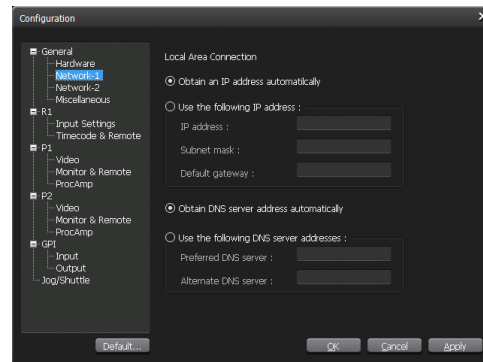 Configuration
General
Hardware
Network-1
Network-2
Miscellaneous
R1
Input Settings
Timecode & Remote
P1
Video
Monitor & Remote
ProcAmp
P2
Video
Monitor & Remote
ProcAmp
GPI
Input
Output
Jog/Shuttle
Default...
Local Area Connection
Obtain an IP address automatilcally
Use the following IP address :
IP address :
Subnet mask :
Default gateway :
Obtain DNS server address automatically
Use the following DNS server addresses :
Preferred DNS server :
Alternate DNS server :
OK
Cancel
Apply